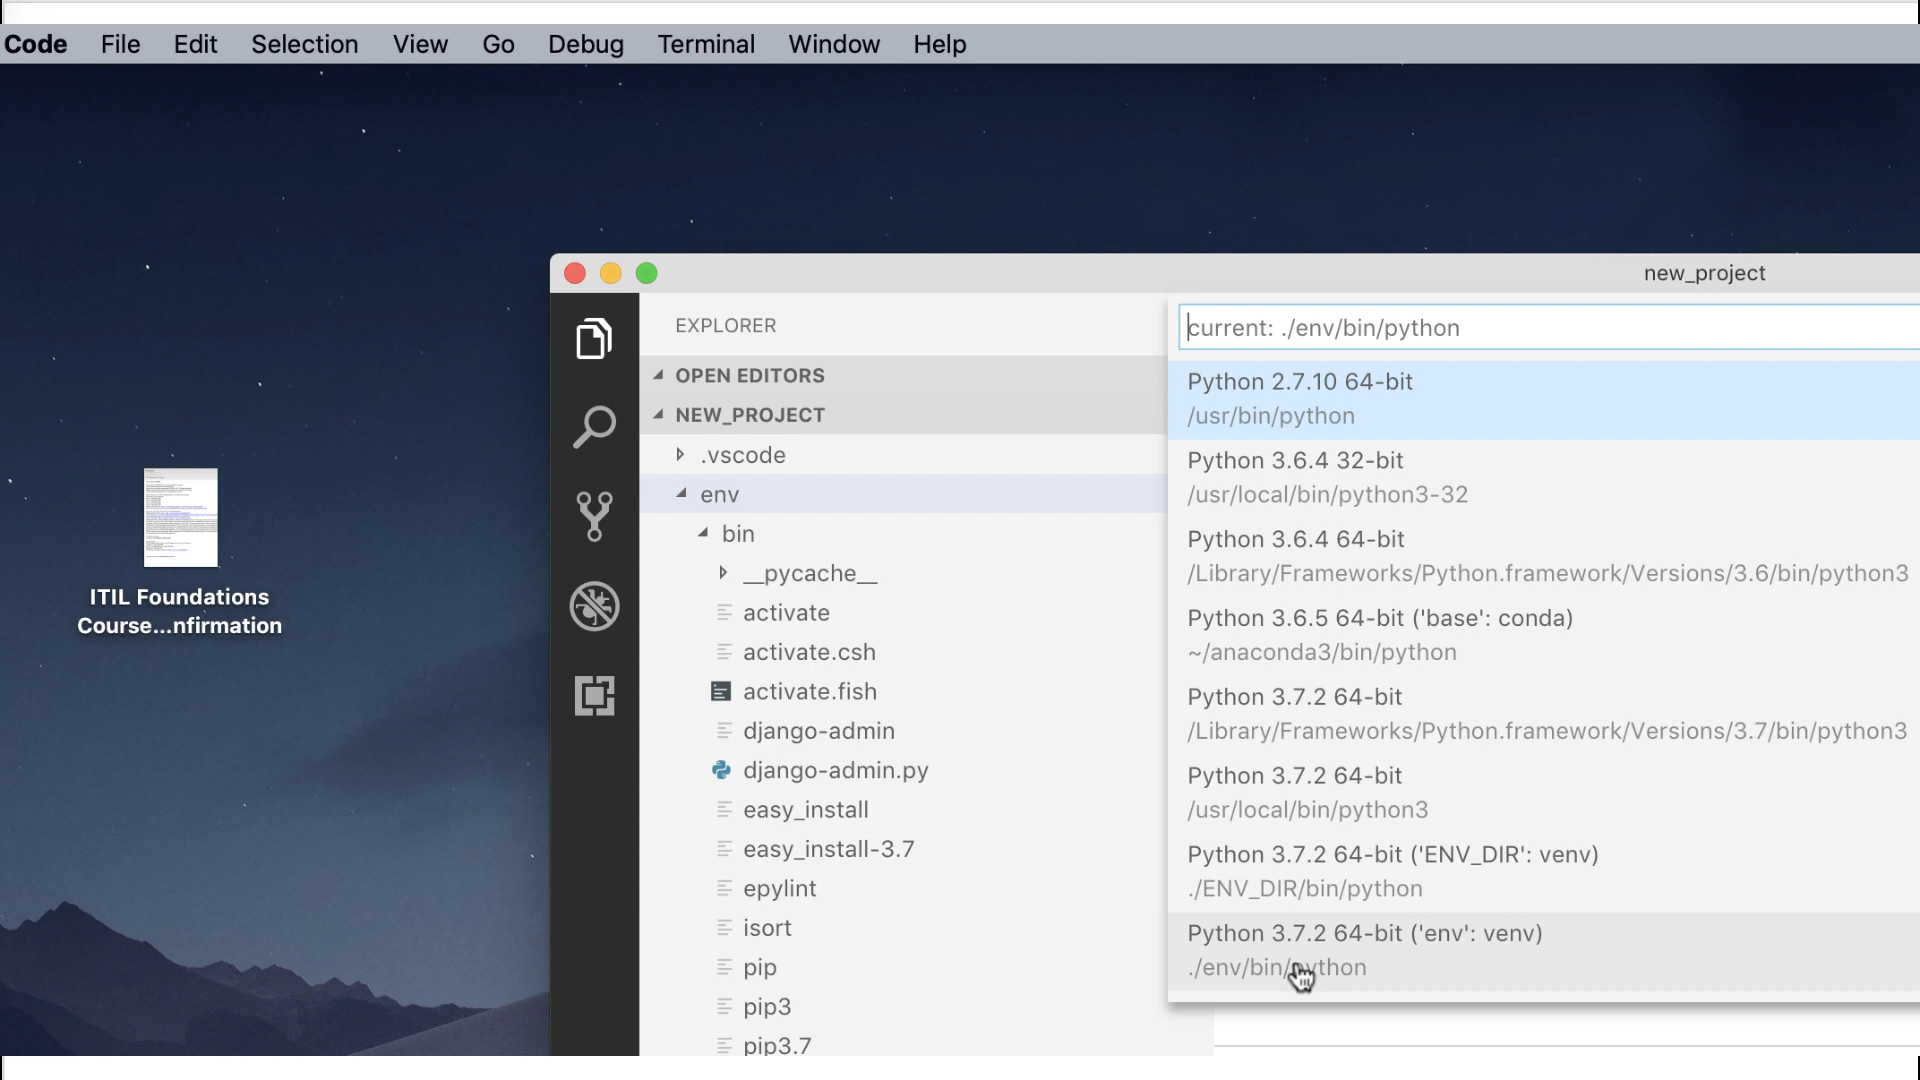 Code File Edit Selection View Go Debug Terminal Window Help
new_project
EXPLORER
OPEN EDITORS
NEW_PROJECT
.vscode
env
bin
__pycache__
activate
activate.csh
activate.fish
django-admin
django-admin.py
easy_install
easy_install-3.7
epylint
isort
pip
pip3
pip3.7
current: ./env/bin/python
Python 2.7.10 64-bit
/usr/bin/python
Python 3.6.4 32-bit
/usr/local/bin/python3-32
Python 3.6.4 64-bit
/Library/Frameworks/Python.framework/Versions/3.6/bin/python3
Python 3.6.5 64-bit ('base': conda)
~/anaconda3/bin/python
Python 3.7.2 64-bit
/Library/Frameworks/Python.framework/Versions/3.7/bin/python3
Python 3.7.2 64-bit
/usr/local/bin/python3
Python 3.7.2 64-bit ('ENV_DIR': venv)
./ENV_DIR/bin/python
Python 3.7.2 64-bit ('env': venv)
./env/bin/python
ITIL Foundations
Course...nfirmation